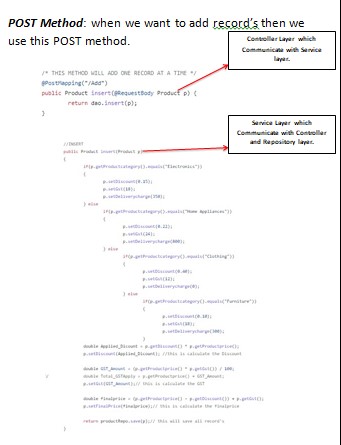 POST Method: when we want to add record's then we
use this POST method.
Controller Layer which
Communicate with Service
layer.
/* THIS METHOD WILL ADD ONE RECORD AT A TIME */
@PostMapping("/Add")
public Product insert(@RequestBody Product p) {
return dao.insert(p);
}
Service Layer which
Communicate with Controller
and Repository layer.
//INSERT
public Product insert(Product p)
{
if(p.getProductcategory().equals("Electronics"))
{
p.setDiscount(0.15);
p.setGst(18);
p.setDeliverycharge(350);
} else
if(p.getProductcategory().equals("Home Appliances"))
{
p.setDiscount(0.22);
p.setGst(24);
p.setDeliverycharge(800);
} else
if(p.getProductcategory().equals("Clothing"))
{
p.setDiscount(0.40);
p.setGst(12);
p.setDeliverycharge(0);
} else
if(p.getProductcategory().equals("Furniture"))
{
p.setDiscount(0.10);
p.setGst(18);
p.setDeliverycharge(300);
}
double Applied_Discount = p.getDiscount() * p.getProductprice();
p.setDiscount(Applied_Discount); //this is calculate the Discount
double GST_Amount = (p.getProductprice() * p.getGst()) / 100;
double Total_GSTApply = p.getProductprice() + GST_Amount;
p.setGst(GST_Amount);// this is calculate the GST
double Finalprice = (p.getProductprice() - p.getDiscount()) + p.getGst();
p.setFinalPrice(Finalprice);// this is calculate the Finalprice
return productRepo.save(p);// this will save all record's
}